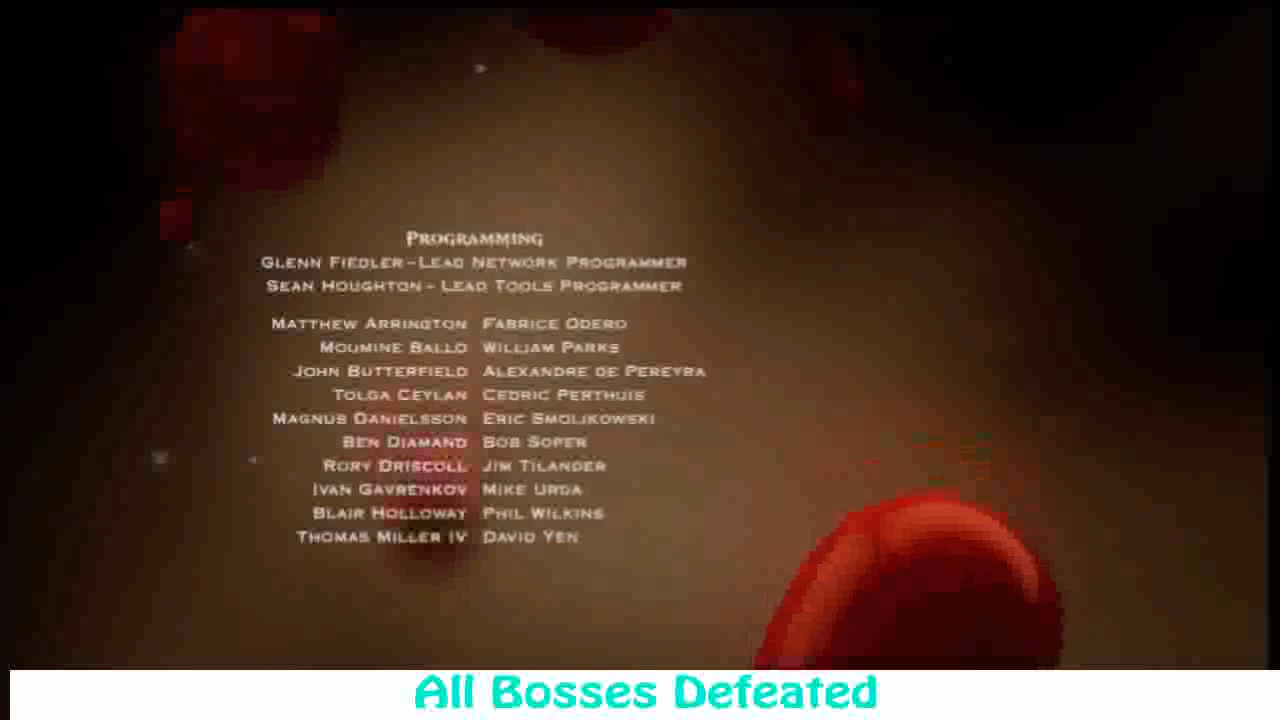 PROGRAMMING
GLENN FIEDLER - LEAD NETWORK PROGRAMMER
SEAN HOUGHTON - LEAD TOOLS PROGRAMMER
MATTHEW ARRINGTON FABRICE ODERO
MOUMINE BALLO WILLIAM PARKS
JOHN BUTTERFIELD ALEXANDRE DE PEREYRA
TOLGA CEYLAN CEDRIC PERTHUIS
MAGNUS DANIELSSON ERIC SMOLIKOWSKI
BEN DIAMAND BOB SOPER
RORY DRISCOLL JIM TILANDER
IVAN GAVRENKOV MIKE URDA
BLAIR HOLLOWAY PHIL WILKINS
THOMAS MILLER IV DAVID YEN
All Bosses Defeated